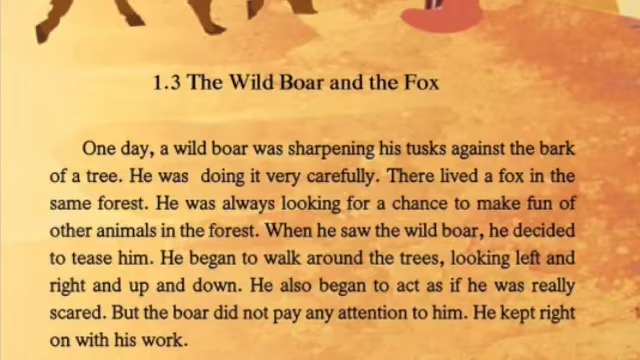 1.3 The Wild Boar and the Fox
One day, a wild boar was sharpening his tusks against the bark
of a tree. He was doing it very carefully. There lived a fox in the
same forest. He was always looking for a chance to make fun of
other animals in the forest. When he saw the wild boar, he decided
to tease him. He began to walk around the trees, looking left and
right and up and down. He also began to act as if he was really
scared. But the boar did not pay any attention to him. He kept right
on with his work.